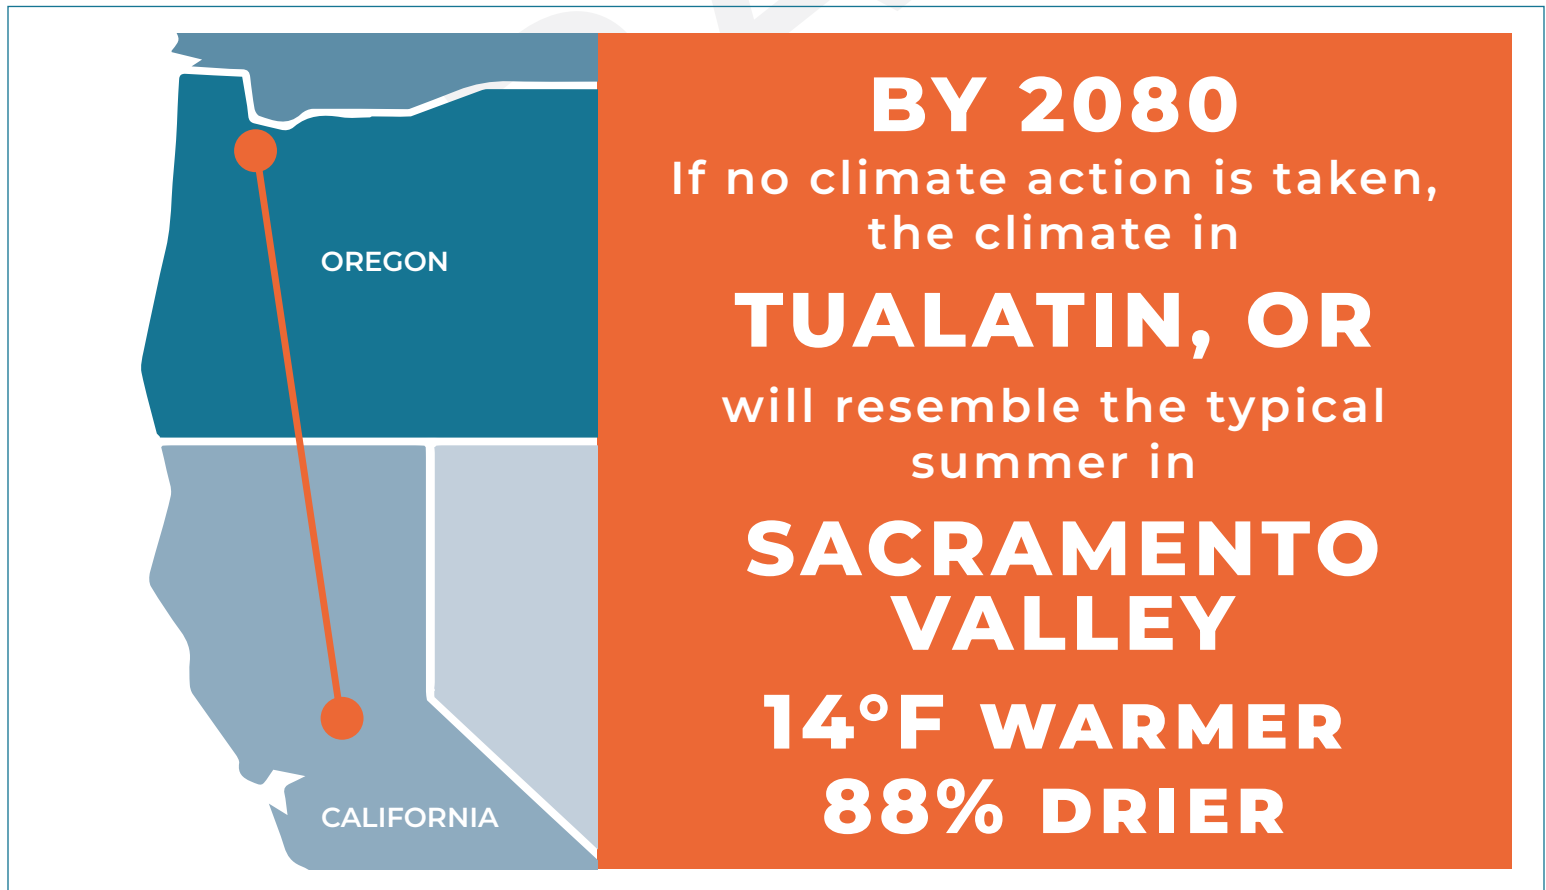 OREGON
CALIFORNIA
BY 2080
If no climate action is taken,
the climate in
TUALATIN, OR
will resemble the typical
summer in
SACRAMENTO
VALLEY
14°F WARMER
88% DRIER